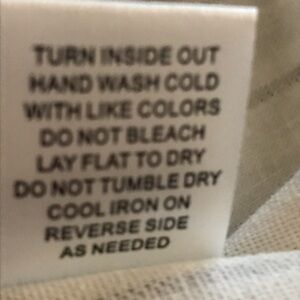 TURN INSIDE OUT
HAND WASH COLD
WITH LIKE COLORS
DO NOT BLEACH
LAY FLAT TO DRY
DO NOT TUMBLE DRY
COOL IRON ON
REVERSE SIDE
AS NEEDED